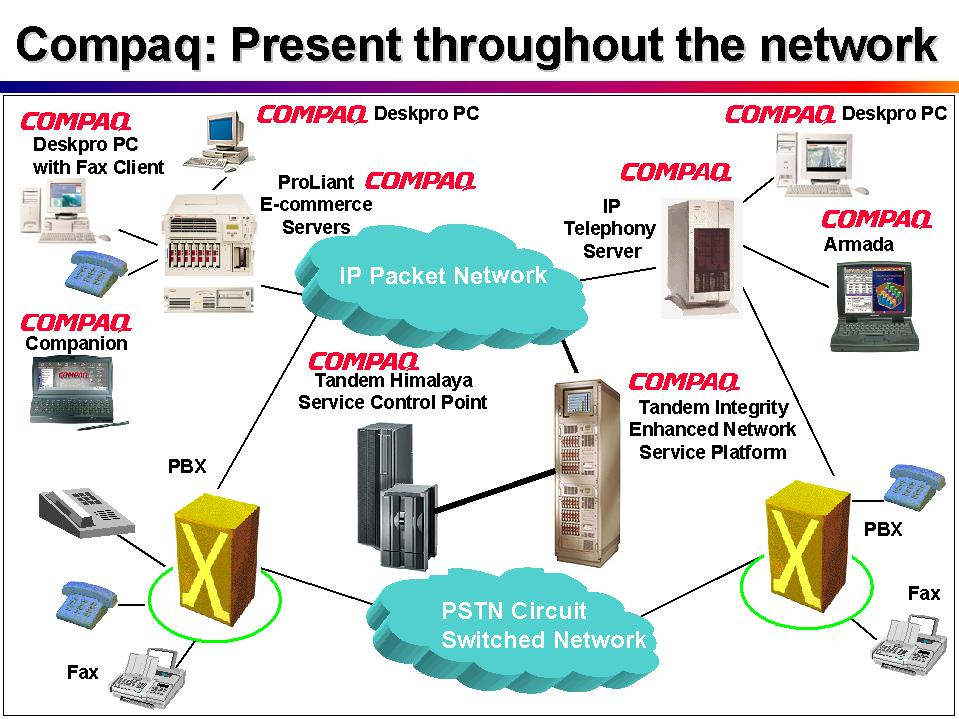 Compaq: Present throughout the network
COMPAQ
Deskpro PC
with Fax Client
COMPAQ Deskpro PC
COMPAQ Deskpro PC
ProLiant COMPAQ
E-commerce
Servers
COMPAQ
IP
Telephony
Server
COMPAQ
Armada
IP Packet Network
COMPAQ
Companion
COMPAQ
Tandem Himalaya
Service Control Point
COMPAQ
Tandem Integrity
Enhanced Network
Service Platform
PBX
PBX
PSTN Circuit
Switched Network
Fax
Fax